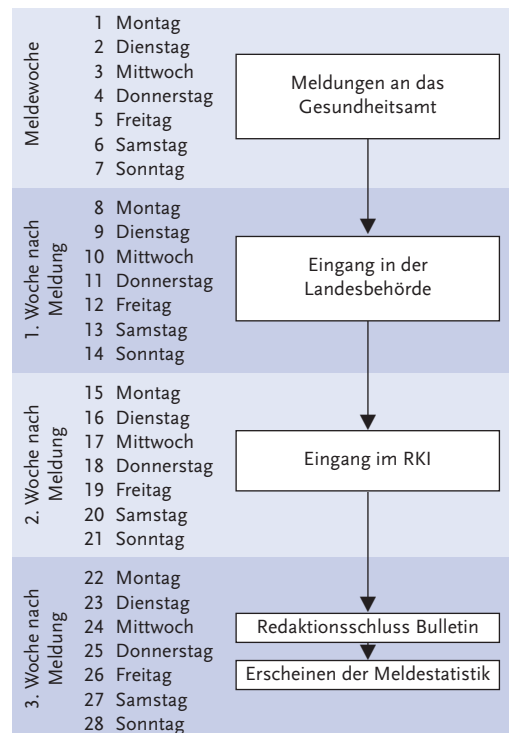 Meldewoche
1 Montag
2 Dienstag
3 Mittwoch
4 Donnerstag
5 Freitag
6 Samstag
7 Sonntag
Meldungen an das
Gesundheitsamt
1. Woche nach
Meldung
8 Montag
9 Dienstag
10 Mittwoch
11 Donnerstag
12 Freitag
13 Samstag
14 Sonntag
Eingang in der
Landesbehörde
2. Woche nach
Meldung
15 Montag
16 Dienstag
17 Mittwoch
18 Donnerstag
19 Freitag
20 Samstag
21 Sonntag
Eingang im RKI
3. Woche nach
Meldung
22 Montag
23 Dienstag
24 Mittwoch
25 Donnerstag
26 Freitag
27 Samstag
28 Sonntag
Redaktionsschluss Bulletin
Erscheinen der Meldestatistik